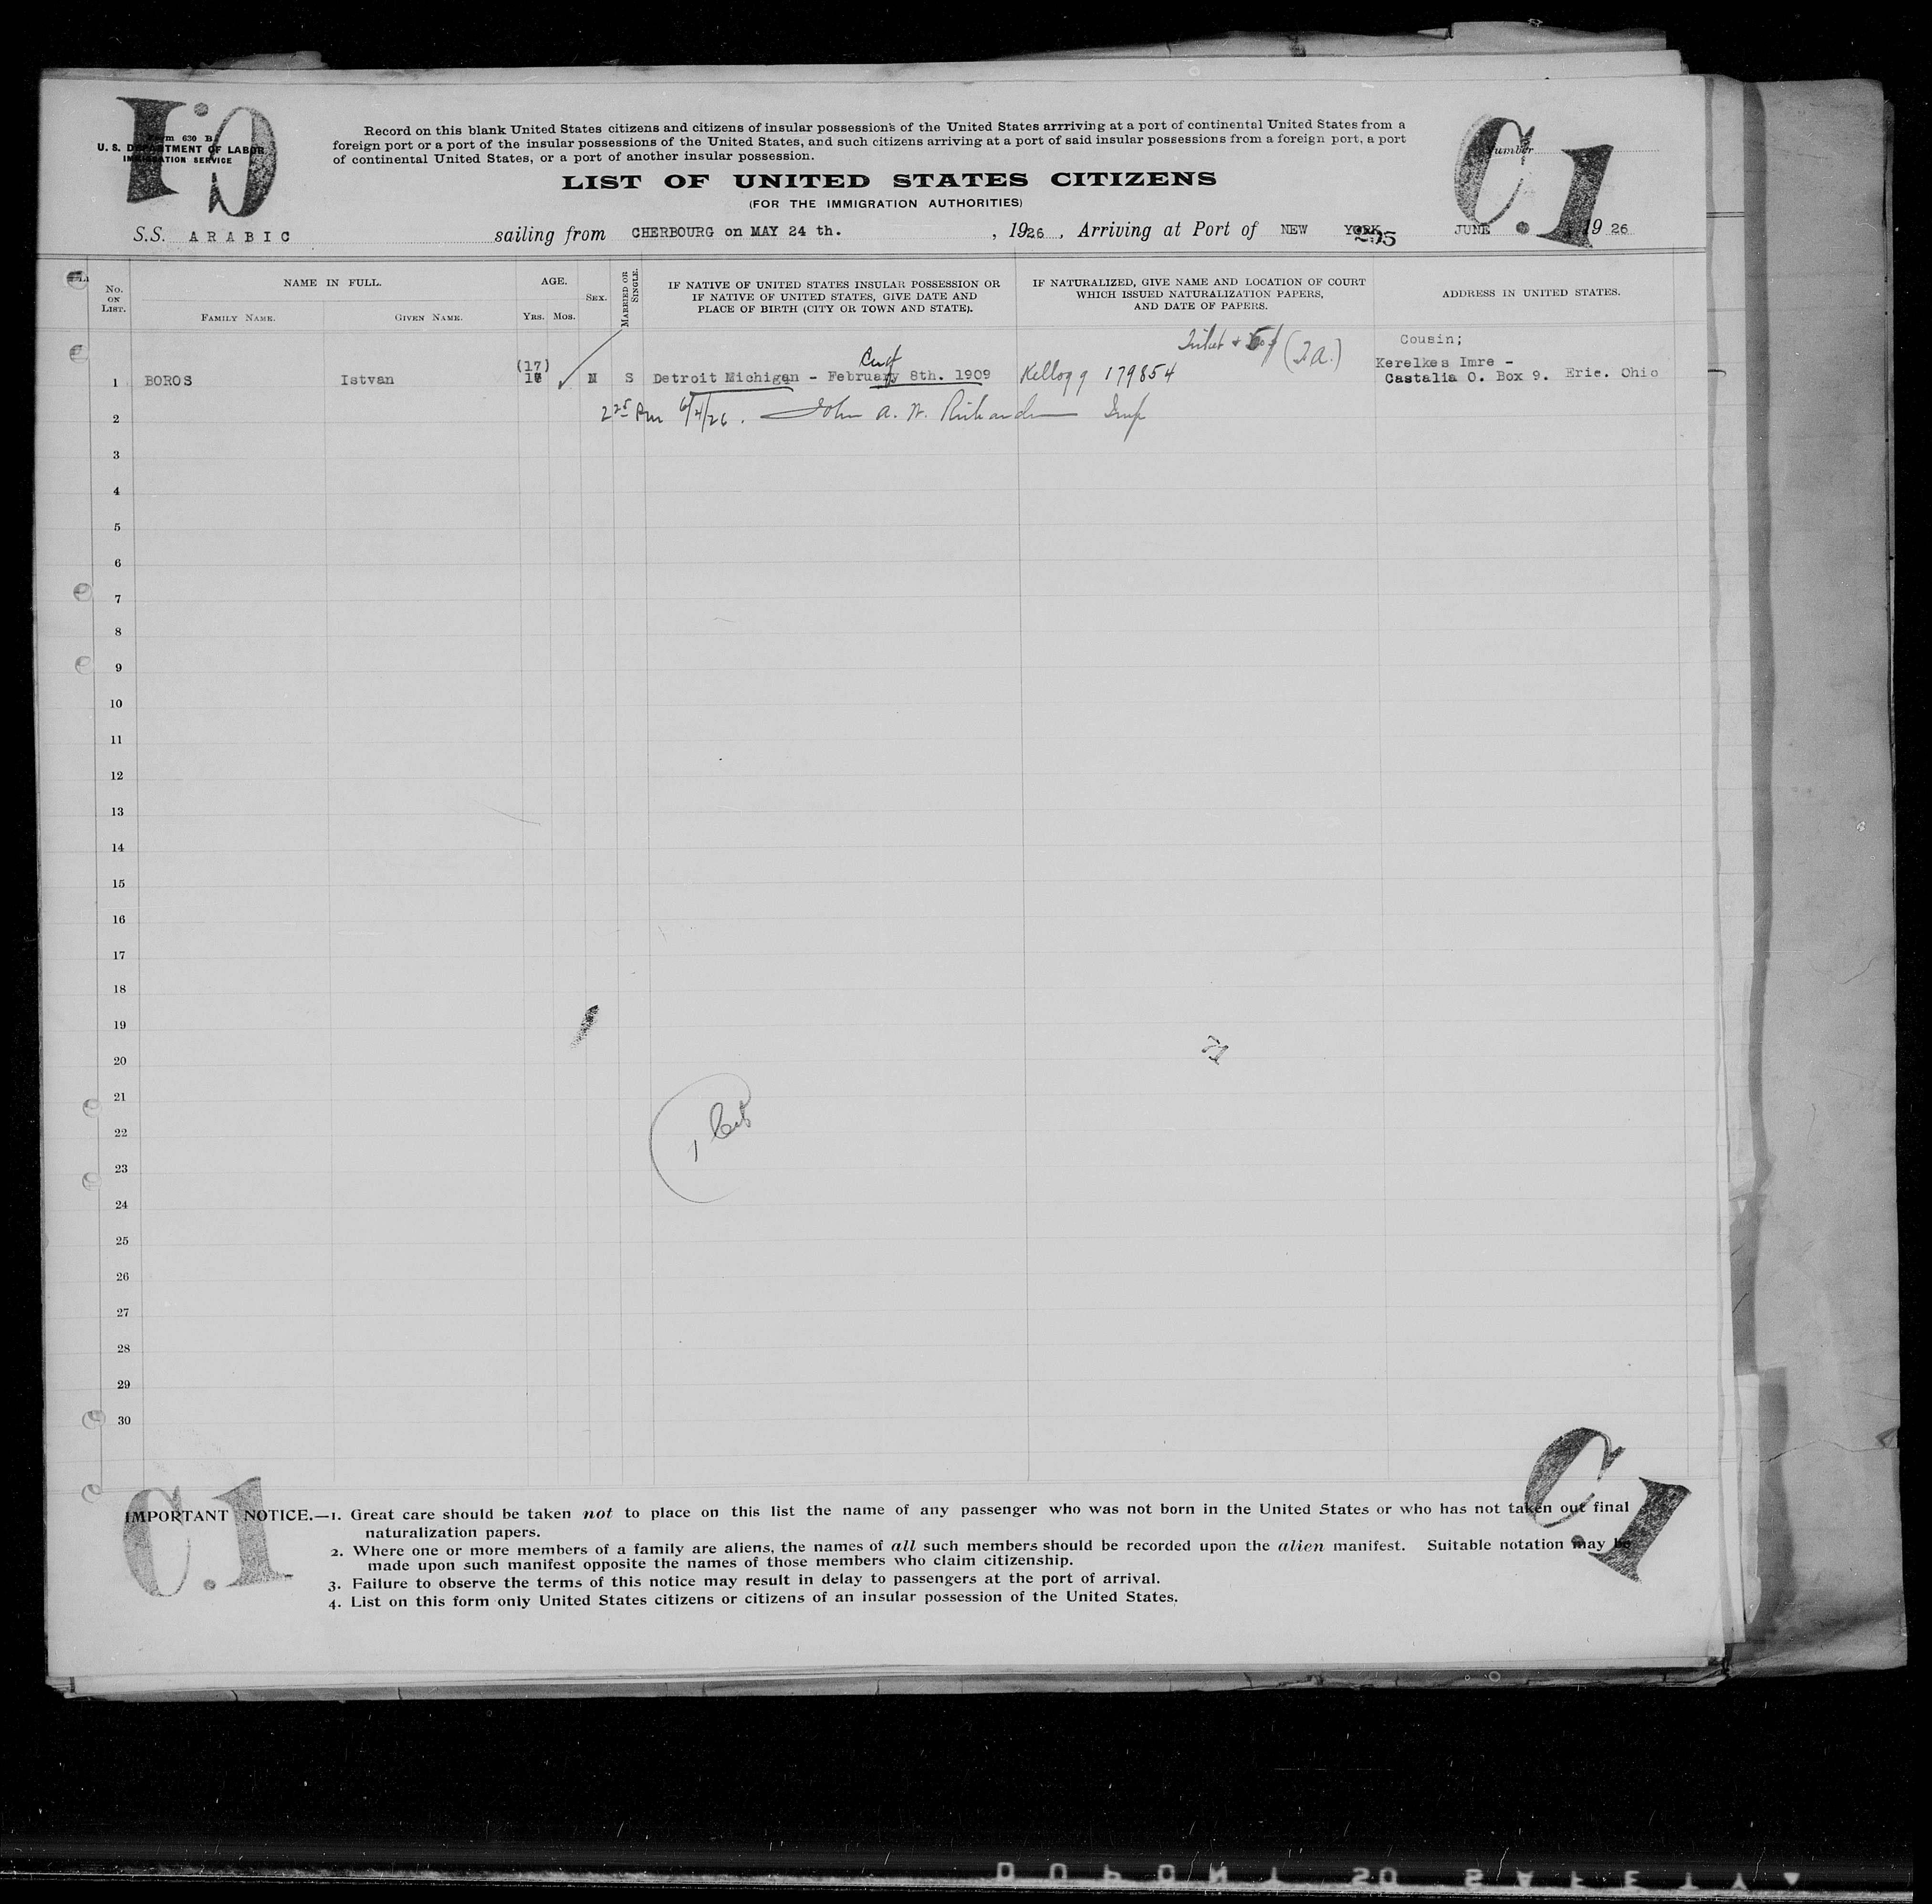 Form 630 B
U. S. DEPARTMENT OF LABOR
IMMIGRATION SERVICE
Record on this blank United States citizens and citizens of insular possessions of the United States arrriving at a port of continental United States from a
foreign port or a port of the insular possessions of the United States, and such citizens arriving at a port of said insular possessions from a foreign port, a port
of continental United States, or a port of another insular possession.
C.1
Number
LIST OF UNITED STATES CITIZENS
(FOR THE IMMIGRATION AUTHORITIES)
S.S. ARABIC sailing from CHERBOURG on MAY 24 th. , 1926 , Arriving at Port of NEW YORK JUNE 1926
No. ON LIST.
NAME IN FULL.
FAMILY NAME. GIVEN NAME.
AGE.
YRS. MOS.
SEX.
MARRIED OR SINGLE.
IF NATIVE OF UNITED STATES INSULAR POSSESSION OR
IF NATIVE OF UNITED STATES, GIVE DATE AND
PLACE OF BIRTH (CITY OR TOWN AND STATE).
IF NATURALIZED, GIVE NAME AND LOCATION OF COURT
WHICH ISSUED NATURALIZATION PAPERS,
AND DATE OF PAPERS.
ADDRESS IN UNITED STATES.
Cousin;
(17) Kerelkes Imre -
1 BOROS Istvan M S Detroit Michigan - February 8th. 1909 Kellogg 179854 Castalia O. Box 9. Erie. Ohio
2 John A. W. Insp
3
4
5
6
7
8
9
10
11
12
13
14
15
16
17
18
19
20
21
22
23
24
25
26
27
28
29
30
C.1
C.1
IMPORTANT NOTICE.—1. Great care should be taken not to place on this list the name of any passenger who was not born in the United States or who has not taken out final
naturalization papers.
2. Where one or more members of a family are aliens, the names of all such members should be recorded upon the alien manifest. Suitable notation may be
made upon such manifest opposite the names of those members who claim citizenship.
3. Failure to observe the terms of this notice may result in delay to passengers at the port of arrival.
4. List on this form only United States citizens or citizens of an insular possession of the United States.
DUPONT SAFETY